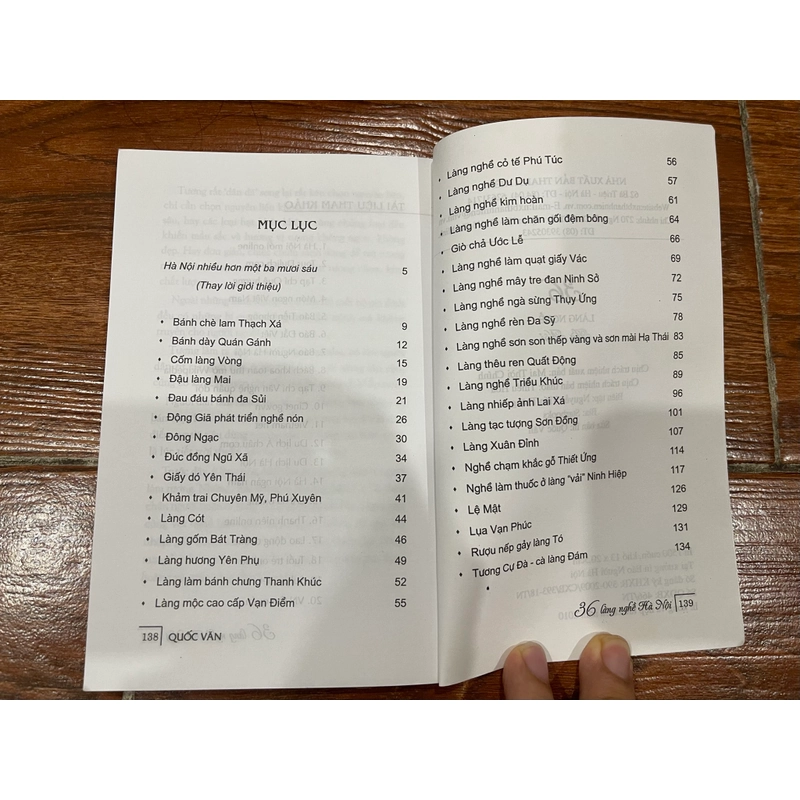 MỤC LỤC
Hà Nội nhiều hơn một ba mươi sáu 5
(Thay lời giới thiệu)
• Bánh chè lam Thạch Xá 9
• Bánh dày Quán Gánh 12
• Cốm làng Vòng 15
• Đậu làng Mai 19
• Đau đáu bánh đa Sủi 21
• Động Giã phát triển nghề nón 26
• Đông Ngạc 30
• Đúc đồng Ngũ Xã 34
• Giấy dó Yên Thái 37
• Khảm trai Chuyên Mỹ, Phú Xuyên 41
• Làng Cót 44
• Làng gốm Bát Tràng 46
• Làng hương Yên Phụ 49
• Làng làm bánh chưng Thanh Khúc 52
• Làng mộc cao cấp Vạn Điểm 55
138 QUỐC VĂN
• Làng nghề cỏ tế Phú Túc 56
• Làng nghề Dư Dụ 57
• Làng nghề kim hoàn 61
• Làng nghề làm chăn gối đệm bông 64
• Giò chả Ước Lễ 66
• Làng nghề làm quạt giấy Vác 69
• Làng nghề mây tre đan Ninh Sở 72
• Làng nghề ngà sừng Thụy Ứng 75
• Làng nghề rèn Đa Sỹ 78
• Làng nghề sơn son thếp vàng và sơn mài Hạ Thái 83
• Làng thêu ren Quất Động 85
• Làng nghề Triều Khúc 89
• Làng nhiếp ảnh Lai Xá 96
• Làng tạc tượng Sơn Đồng 101
• Làng Xuân Đỉnh 107
• Nghề chạm khắc gỗ Thiết Ứng 114
• Nghề làm thuốc ở làng "vải" Ninh Hiệp 117
• Lệ Mật 126
• Lụa Vạn Phúc 129
• Rượu nếp gảy làng Tó 131
• Tương Cự Đà - cà làng Đám 134
•
36 làng nghề Hà Nội 139